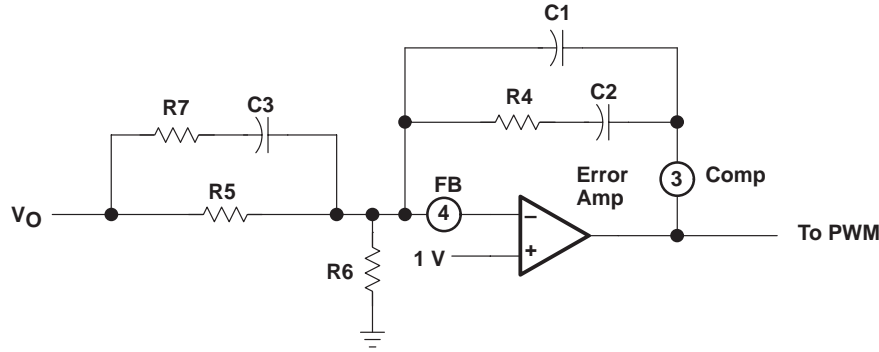 C1
R7
C3
R4
C2
Error
Amp
3
Comp
R5
FB
VO
4
–
+
1 V
R6
To PWM